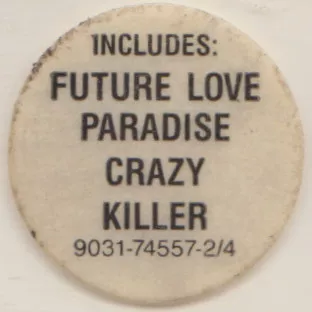 INCLUDES:
FUTURE LOVE
PARADISE
CRAZY
KILLER
9031-74557-2/4